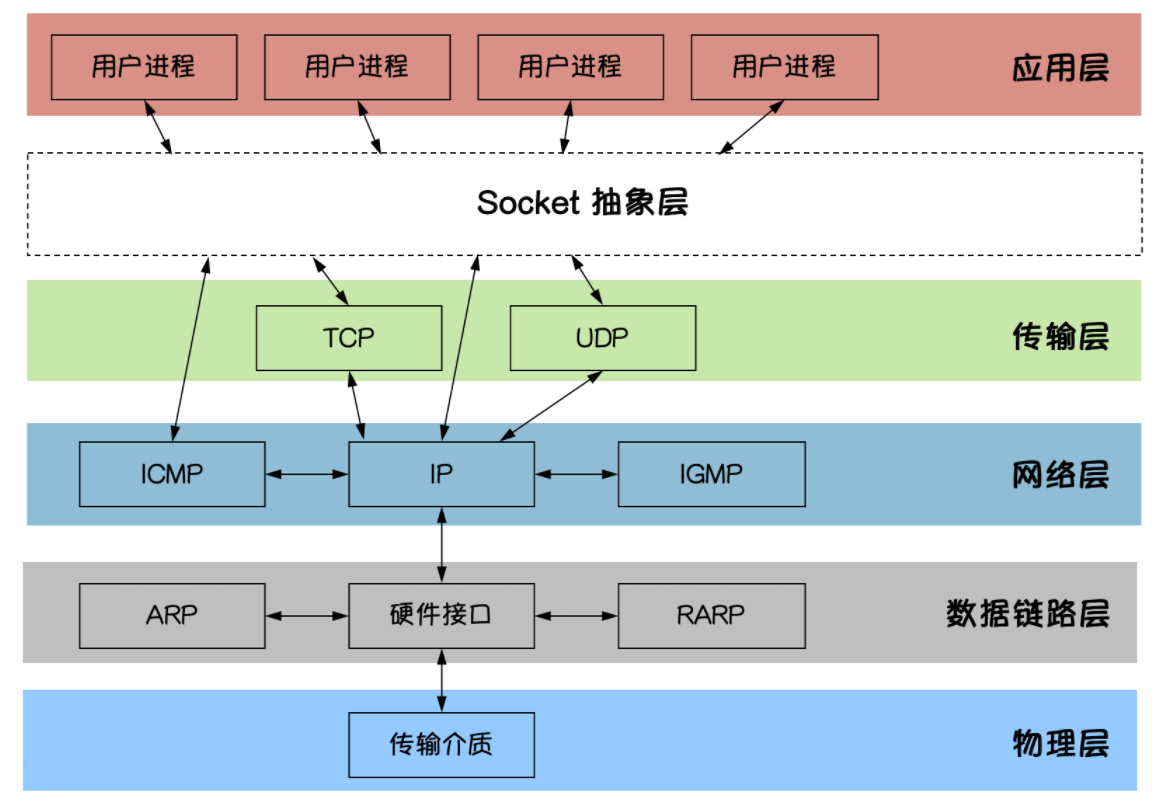 用户进程
用户进程
用户进程
用户进程
应用层
Socket 抽象层
TCP
UDP
传输层
ICMP
IP
IGMP
网络层
ARP
硬件接口
RARP
数据链路层
传输介质
物理层